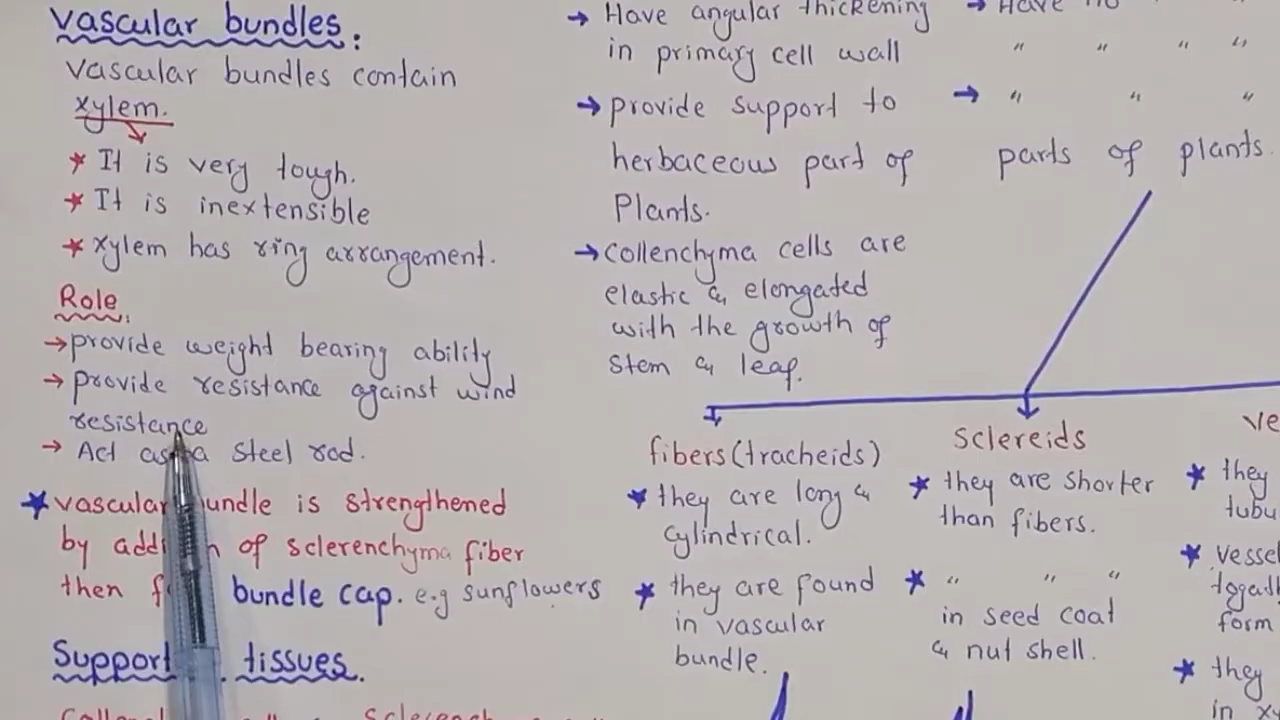 Vascular bundles:
Vascular bundles contain
xylem.
* It is very tough.
* It is inextensible
* xylem has ring arrangement.
Role:
→ provide weight bearing ability
→ provide resistance against wind
resistance
→ Act as a steel rod.
* vascular bundle is strengthened
by of sclerenchyma fiber
then bundle cap. e.g sunflowers
Support tissues.
→ Have angular thickening
in primary cell wall
→ provide support to
herbaceous part of
Plants.
→ collenchyma cells are
elastic & elongated
with the growth of
stem & leaf.
→ Have
" " " "
→ " " "
parts of plants.
fibers (tracheids)
* they are long &
cylindrical.
* they are found
in vascular
bundle.
Sclereids
* they are shorter
than fibers.
* " " "
in seed coat
& nut shell.
Ve
* they
tubu
* vessel
togath
form
* they
in xy